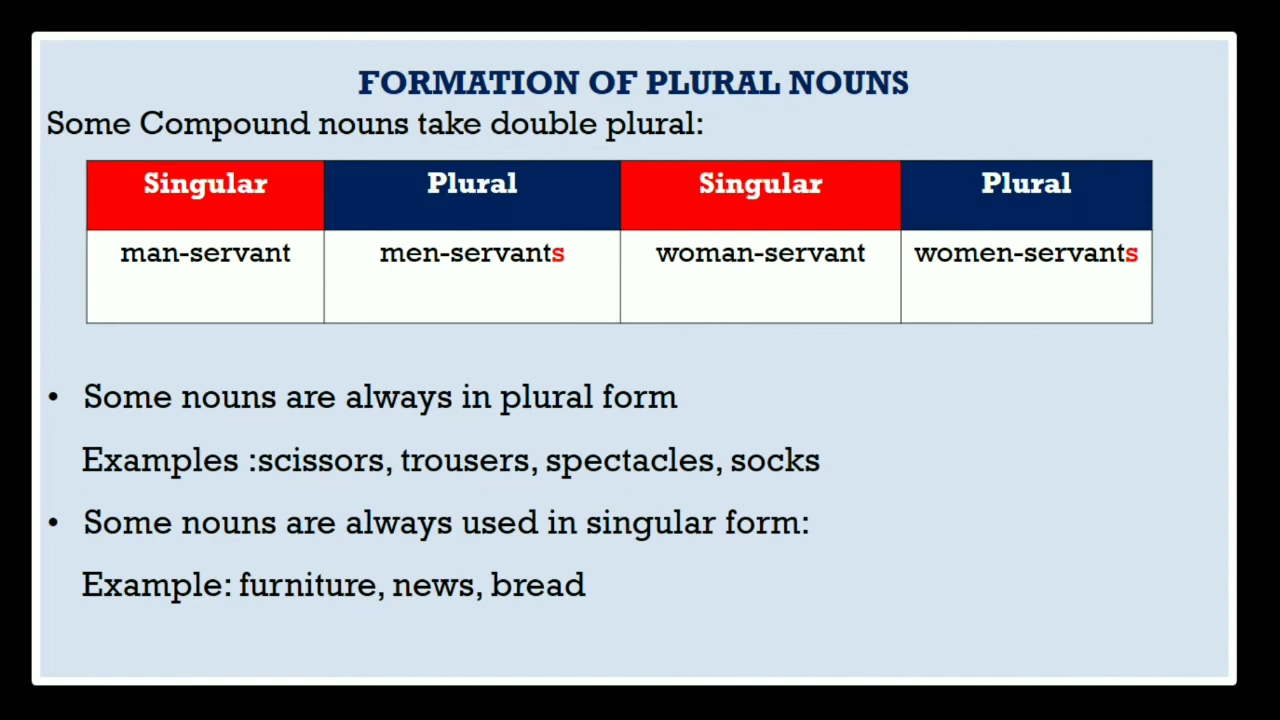 FORMATION OF PLURAL NOUNS
Some Compound nouns take double plural:
Singular Plural Singular Plural
man-servant men-servants woman-servant women-servants
• Some nouns are always in plural form
Examples :scissors, trousers, spectacles, socks
• Some nouns are always used in singular form:
Example: furniture, news, bread